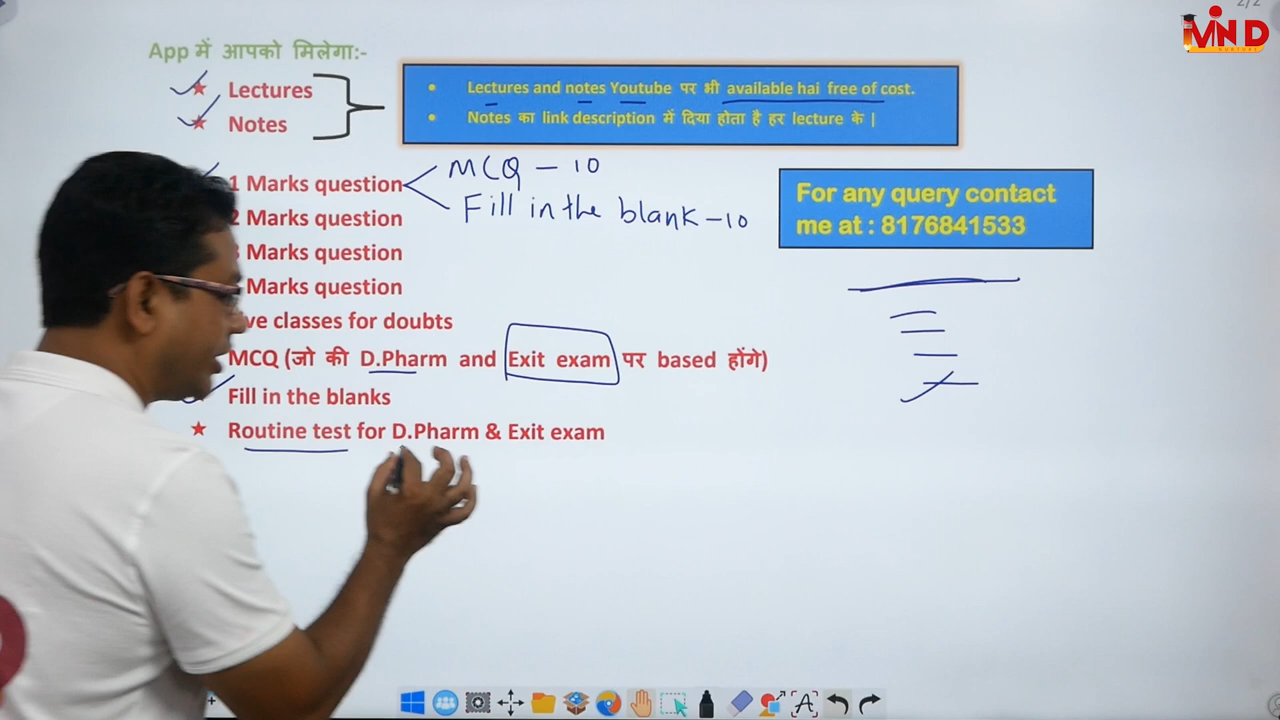 2/2
MIND
App में आपको मिलेगा:-
Lectures
Notes
• Lectures and notes Youtube पर भी available hai free of cost.
• Notes का link description में दिया होता है हर lecture के |
1 Marks question
MCQ - 10
Fill in the blank - 10
2 Marks question
Marks question
Marks question
For any query contact
me at : 8176841533
classes for doubts
MCQ (जो की D.Pharm and Exit exam पर based होंगे)
Fill in the blanks
Routine test for D.Pharm & Exit exam